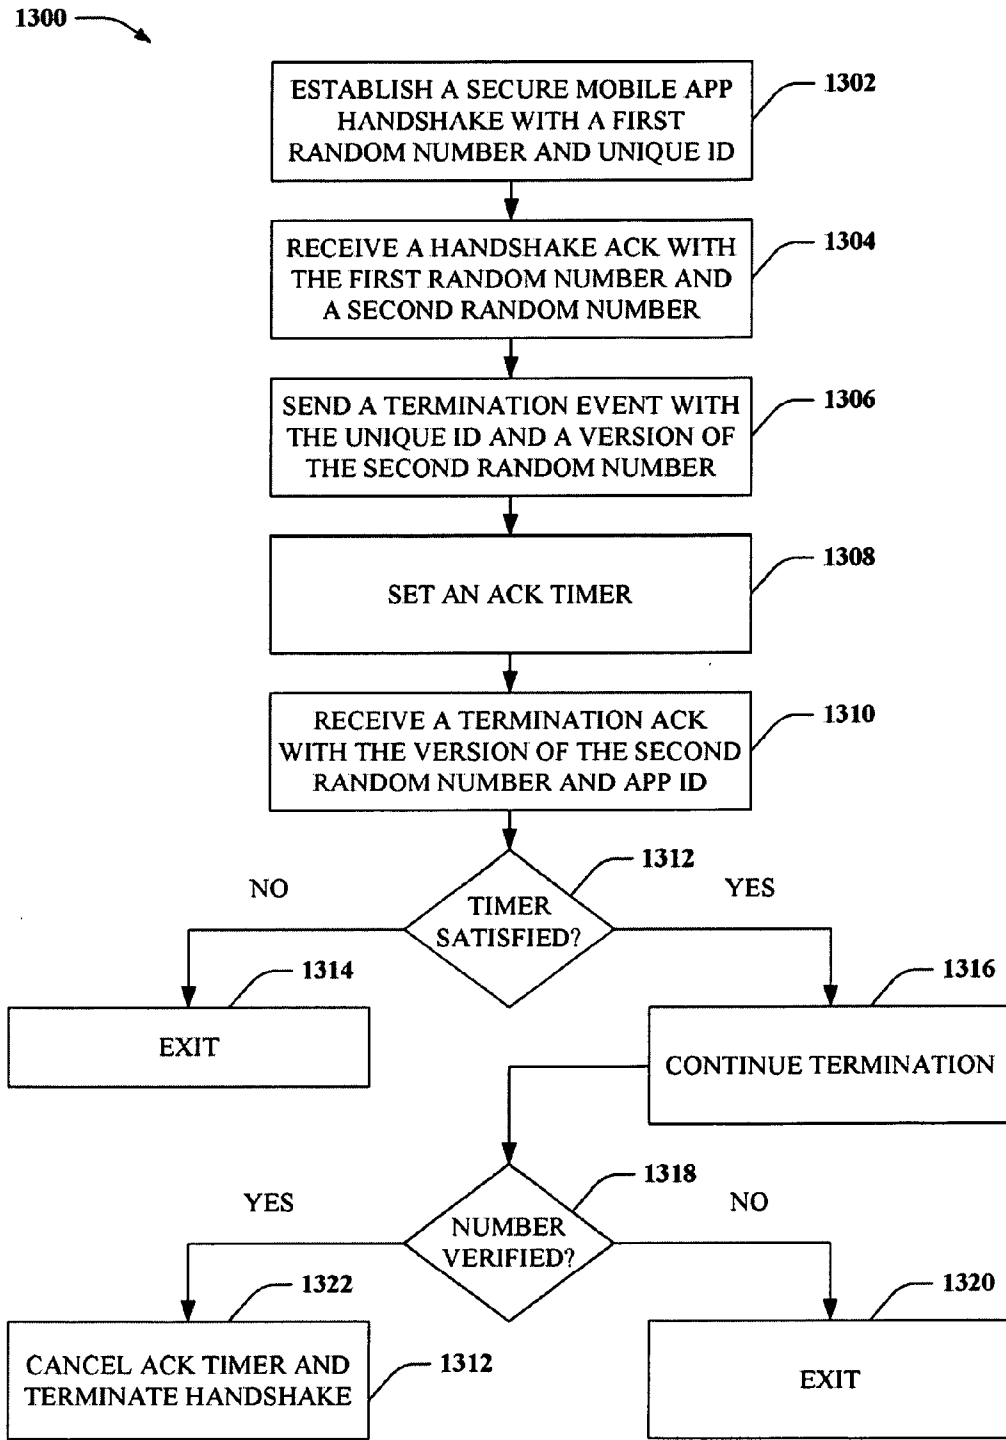 1300
1302
ESTABLISH A SECURE MOBILE APP
HANDSHAKE WITH A FIRST
RANDOM NUMBER AND UNIQUE ID
1304
RECEIVE A HANDSHAKE ACK WITH
THE FIRST RANDOM NUMBER AND
A SECOND RANDOM NUMBER
1306
SEND A TERMINATION EVENT WITH
THE UNIQUE ID AND A VERSION OF
THE SECOND RANDOM NUMBER
1308
SET AN ACK TIMER
1310
RECEIVE A TERMINATION ACK
WITH THE VERSION OF THE SECOND
RANDOM NUMBER AND APP ID
1312
NO
YES
TIMER
SATISFIED?
1314
1316
EXIT
CONTINUE TERMINATION
1318
YES
NO
NUMBER
VERIFIED?
1322
1320
CANCEL ACK TIMER AND
TERMINATE HANDSHAKE
1312
EXIT